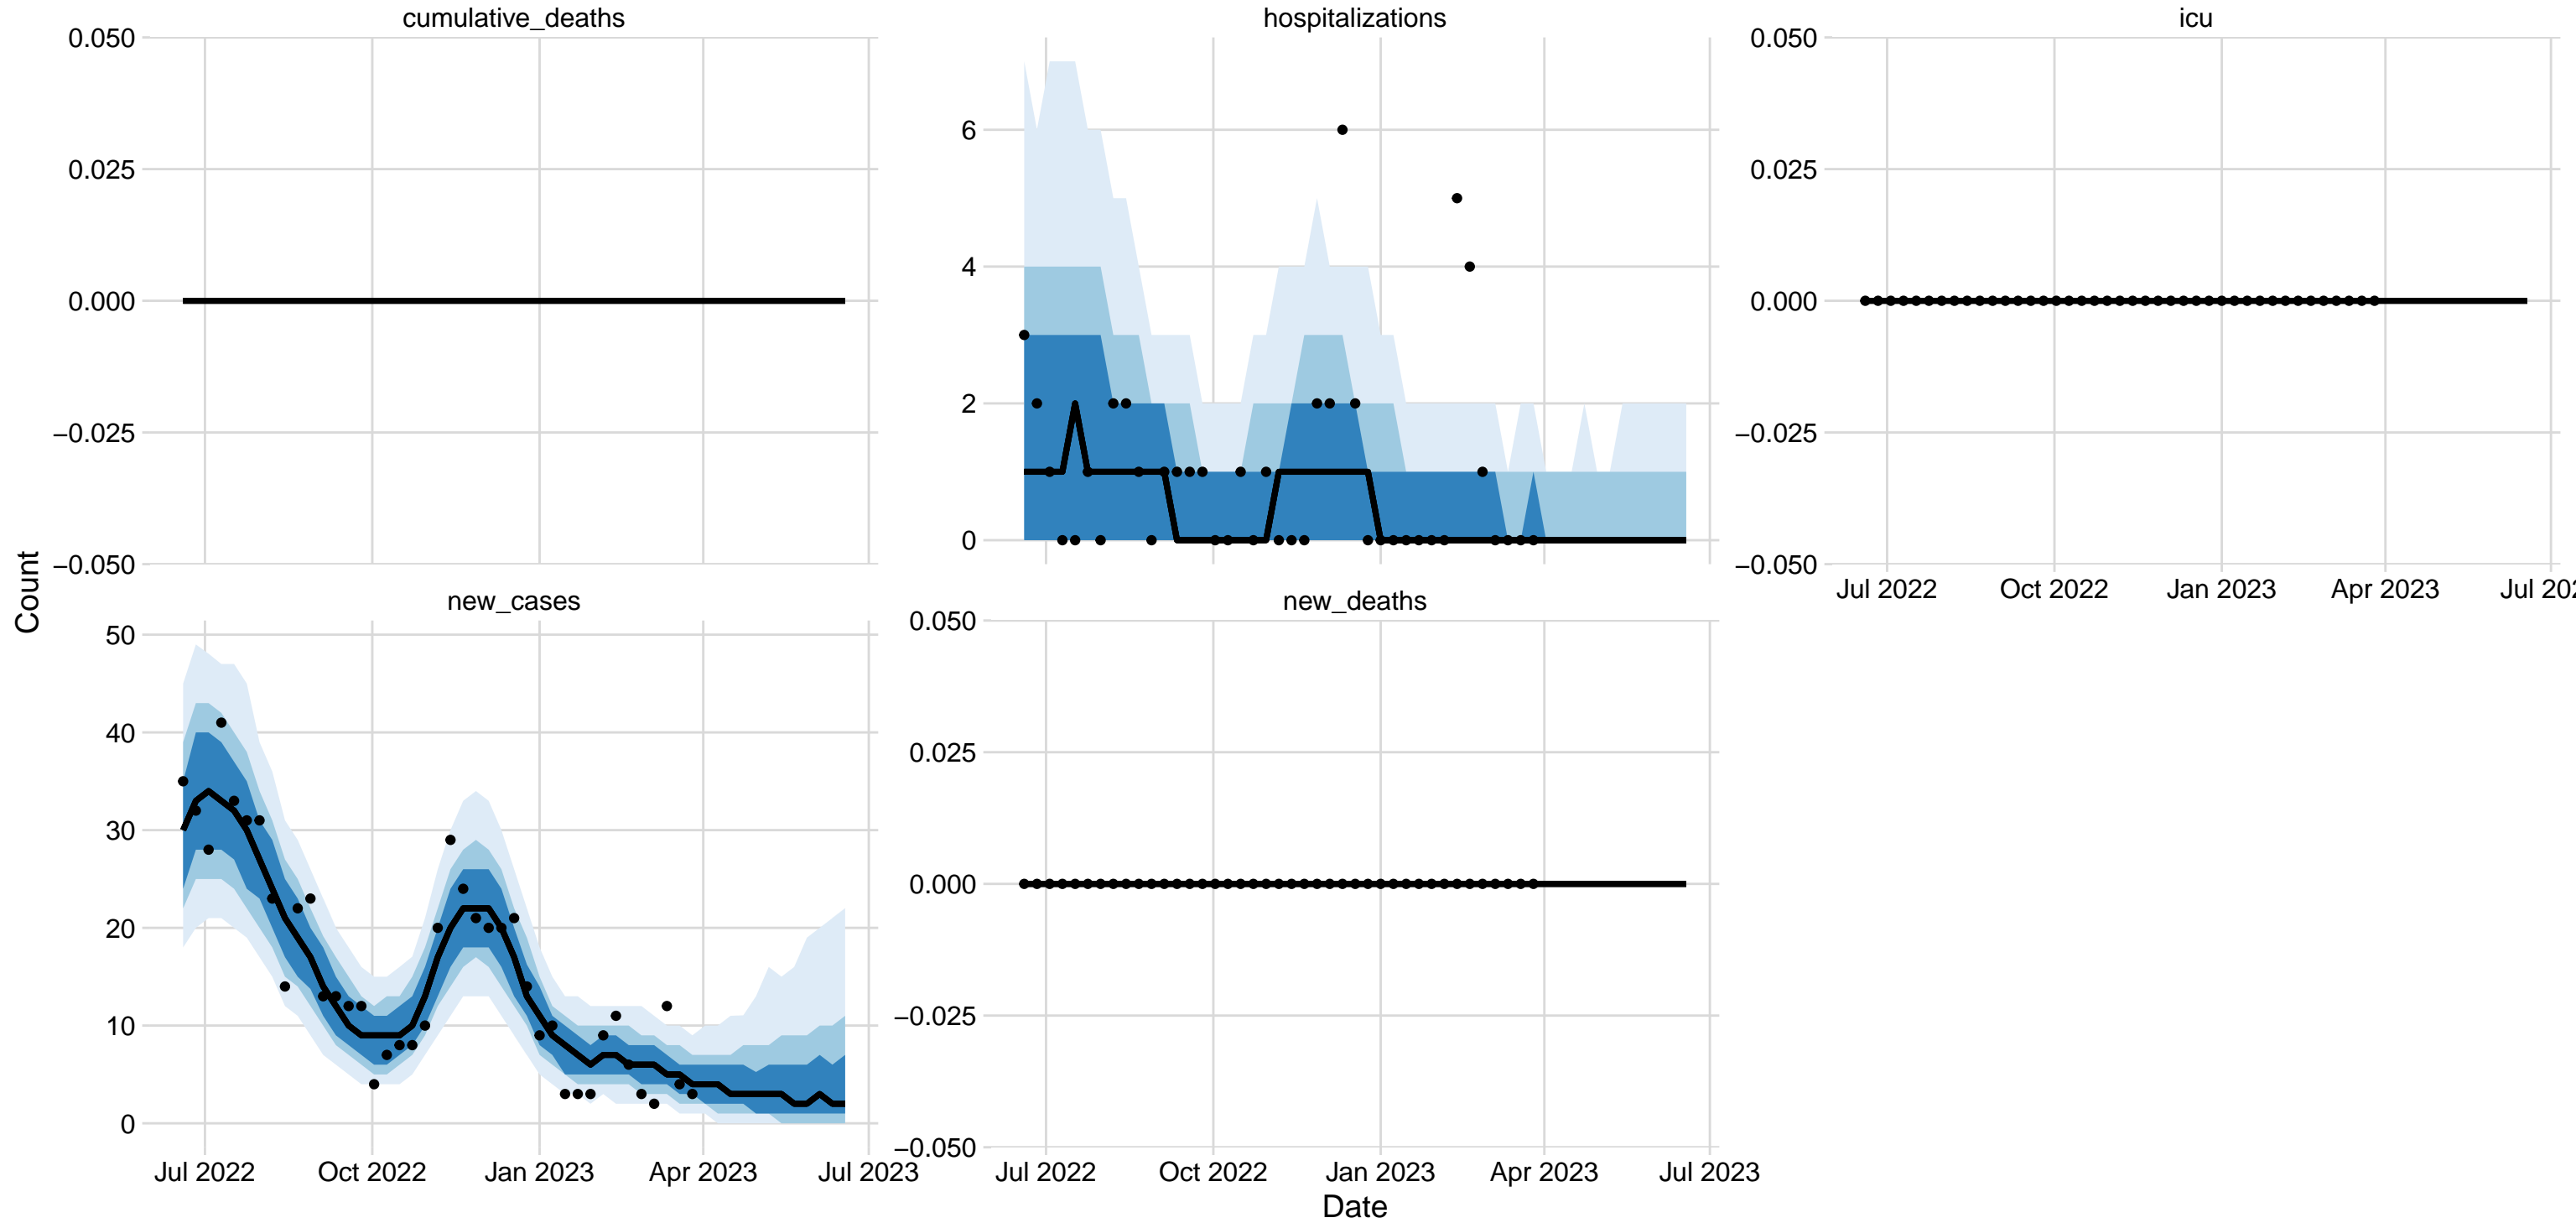 cumulative_deaths
hospitalizations
icu
0.050
0.025
0.000
−0.025
−0.050
6
4
2
0
0.050
0.025
0.000
−0.025
−0.050
Jul 2022
Oct 2022
Jan 2023
Apr 2023
Jul 202
Count
new_cases
new_deaths
50
40
30
20
10
0
0.050
0.025
0.000
−0.025
−0.050
Jul 2022
Oct 2022
Jan 2023
Apr 2023
Jul 2023
Jul 2022
Oct 2022
Jan 2023
Apr 2023
Jul 2023
Date